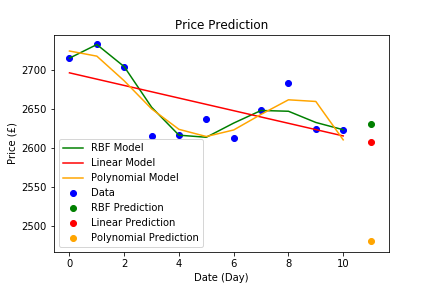 Price Prediction
Price (£)
2700
2650
2600
2550
2500
RBF Model
Linear Model
Polynomial Model
Data
RBF Prediction
Linear Prediction
Polynomial Prediction
0 2 4 6 8 10
Date (Day)